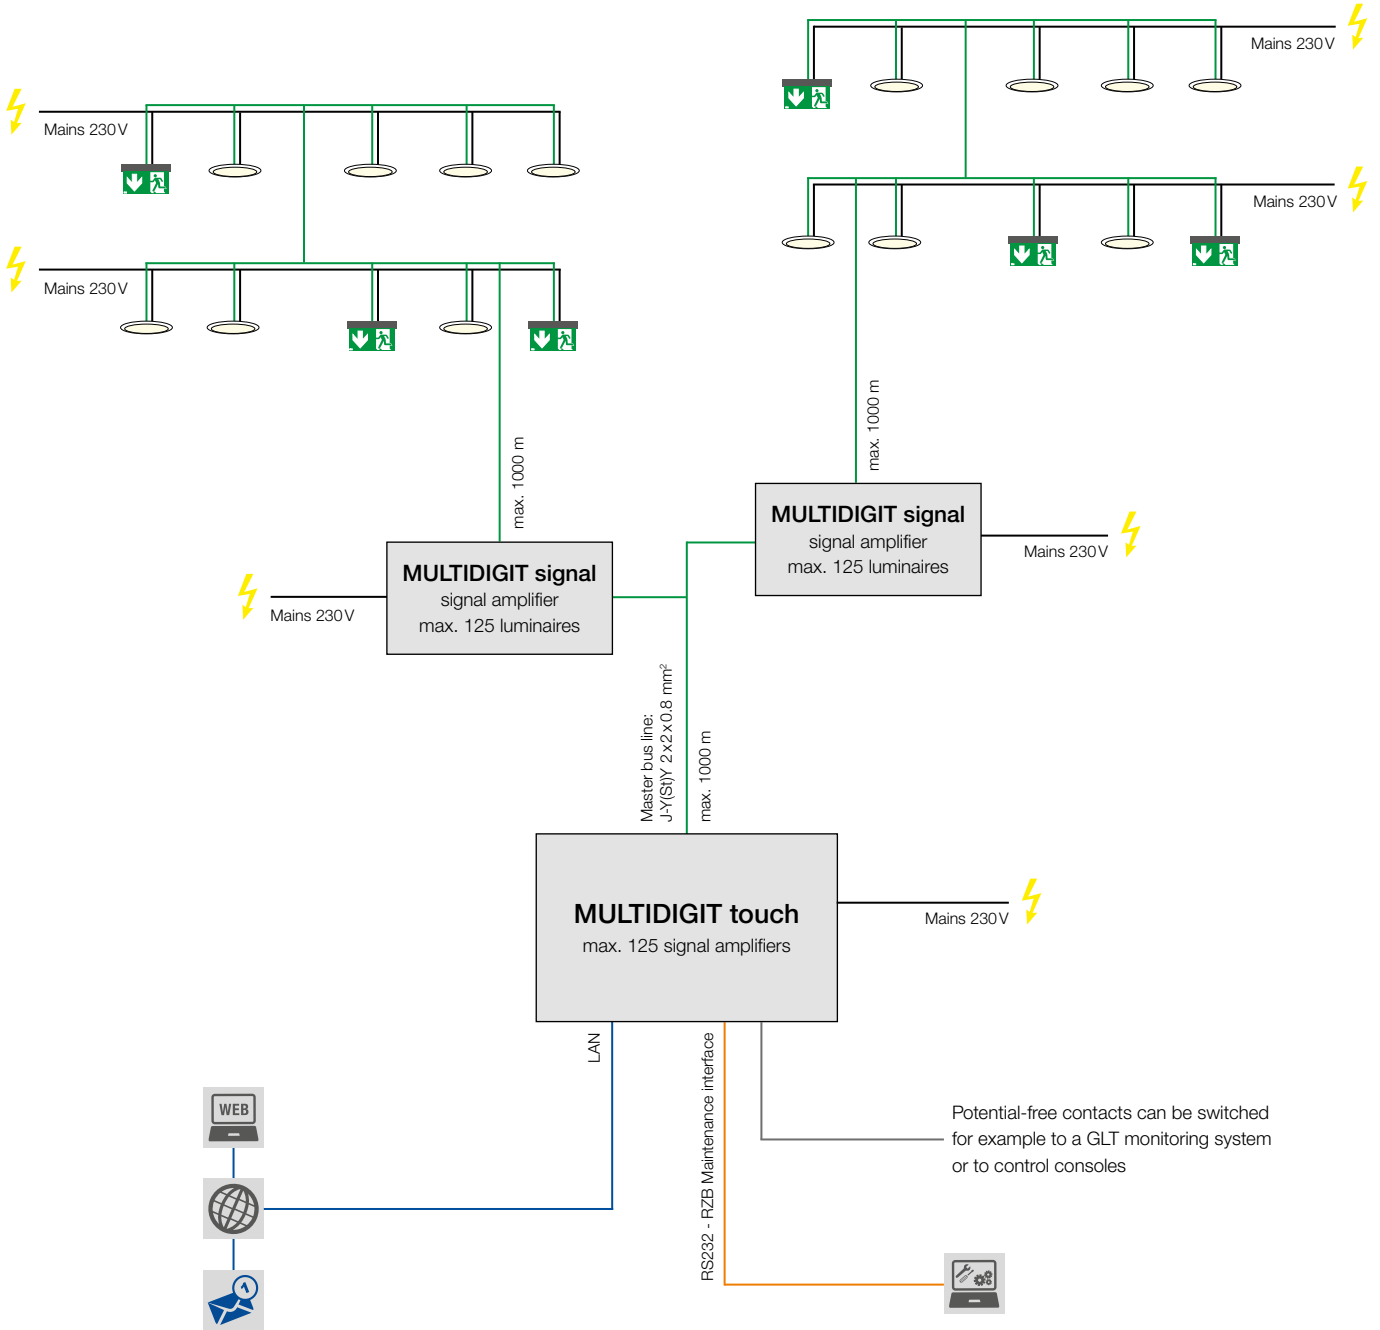 Mains 230 V
Mains 230 V
Mains 230 V
Mains 230 V
max. 1000 m
max. 1000 m
MULTIDIGIT signal
signal amplifier
max. 125 luminaires
Mains 230 V
MULTIDIGIT signal
signal amplifier
max. 125 luminaires
Mains 230 V
Master bus line:
J-Y(St)Y 2x2x0.8 mm²
max. 1000 m
MULTIDIGIT touch
max. 125 signal amplifiers
Mains 230 V
LAN
RS232 - RZB Maintenance interface
WEB
Potential-free contacts can be switched
for example to a GLT monitoring system
or to control consoles